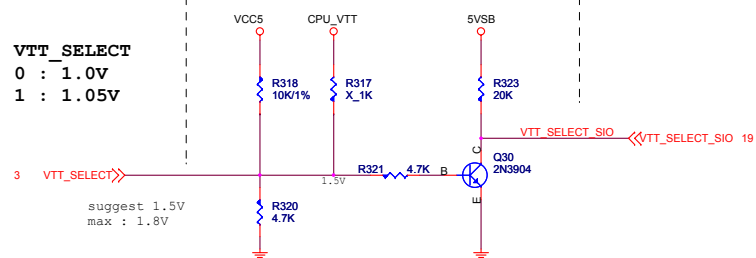 VCC5
CPU_VTT
5VSB
VTT_SELECT
0 : 1.0V
1 : 1.05V
R318
10K/1%
R317
X_1K
R323
20K
VTT_SELECT_SIO
VTT_SELECT_SIO 19
C
Q30
2N3904
R321
4.7K
B
3 VTT_SELECT
1.5V
E
R320
4.7K
suggest 1.5V
max : 1.8V